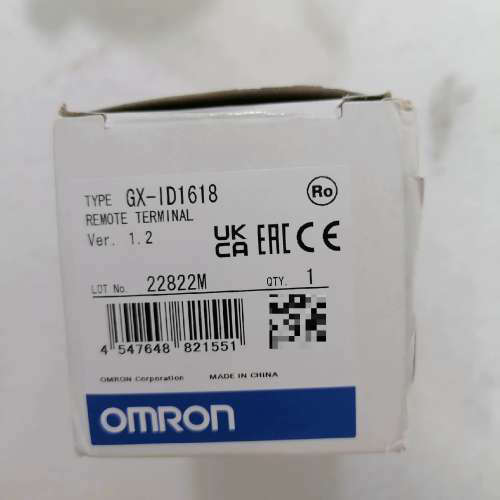 TYPE GX-ID1618
Ro
REMOTE TERMINAL
Ver. 1.2
UK
CA
EAC CE
LOT No. 22822M QTY. 1
4 547648 821551
OMRON Corporation MADE IN CHINA
OMRON